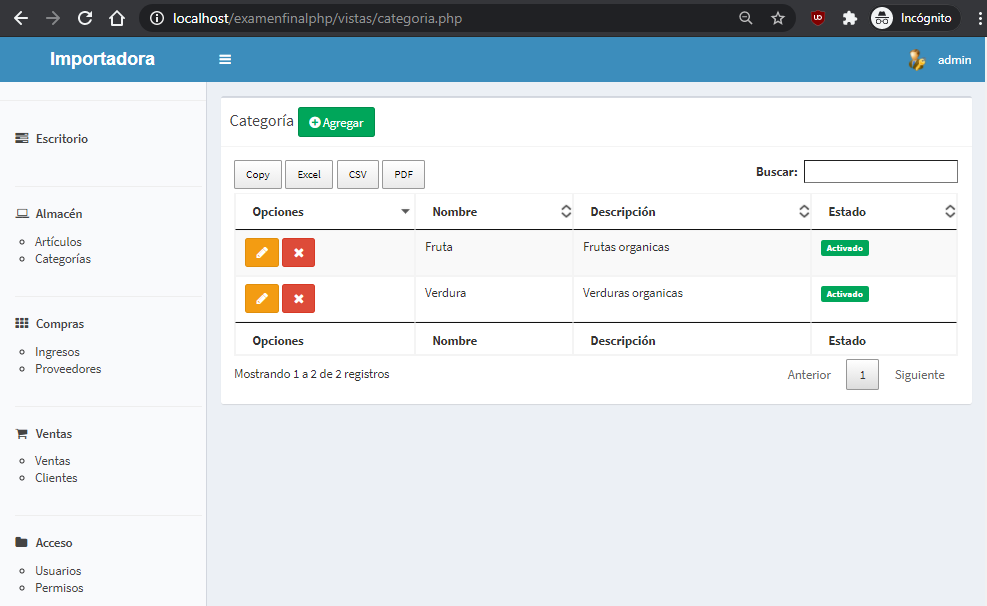 localhost/examenfinalphp/vistas/categoria.php
UD
Incógnito
Importadora
admin
Escritorio
Almacén
Artículos
Categorías
Compras
Ingresos
Proveedores
Ventas
Ventas
Clientes
Acceso
Usuarios
Permisos
Categoría Agregar
Copy Excel CSV PDF Buscar:
Opciones Nombre Descripción Estado
Fruta Frutas organicas Activado
Verdura Verduras organicas Activado
Opciones Nombre Descripción Estado
Mostrando 1 a 2 de 2 registros Anterior 1 Siguiente